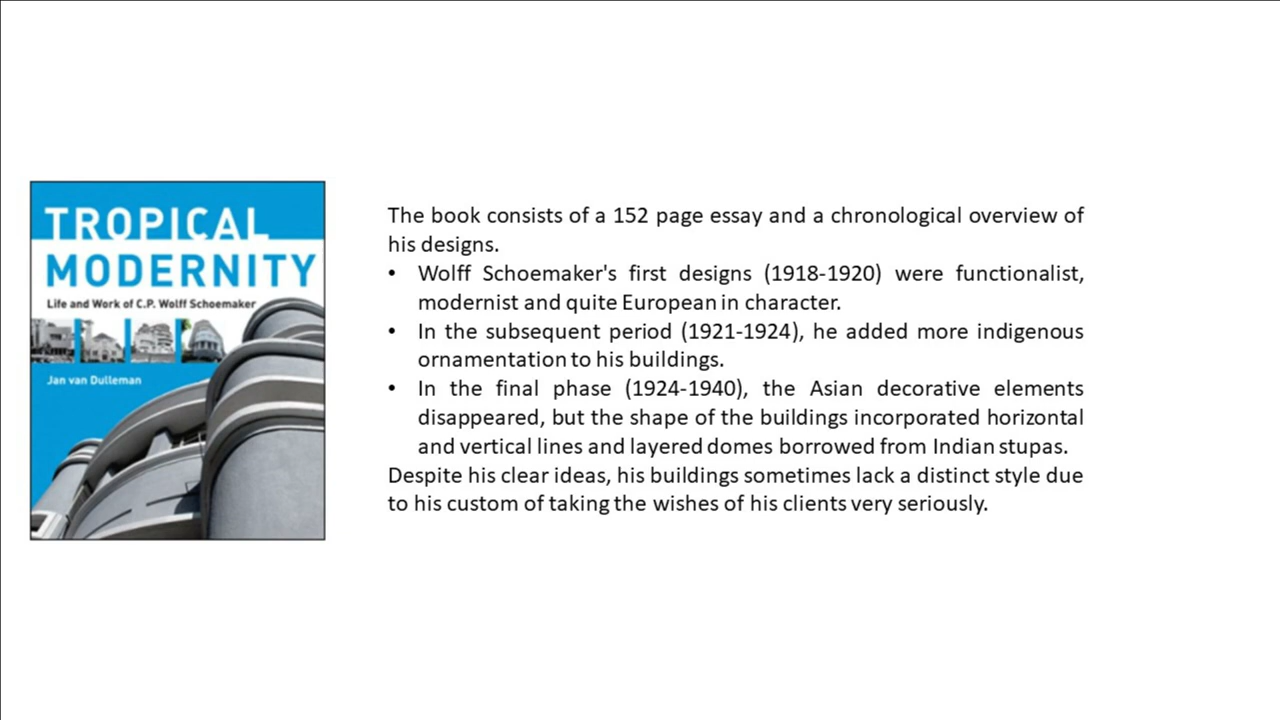 TROPICAL
MODERNITY
Life and Work of C.P. Wolff Schoemaker
Jan van Dulleman
The book consists of a 152 page essay and a chronological overview of
his designs.
• Wolff Schoemaker's first designs (1918-1920) were functionalist,
modernist and quite European in character.
• In the subsequent period (1921-1924), he added more indigenous
ornamentation to his buildings.
• In the final phase (1924-1940), the Asian decorative elements
disappeared, but the shape of the buildings incorporated horizontal
and vertical lines and layered domes borrowed from Indian stupas.
Despite his clear ideas, his buildings sometimes lack a distinct style due
to his custom of taking the wishes of his clients very seriously.